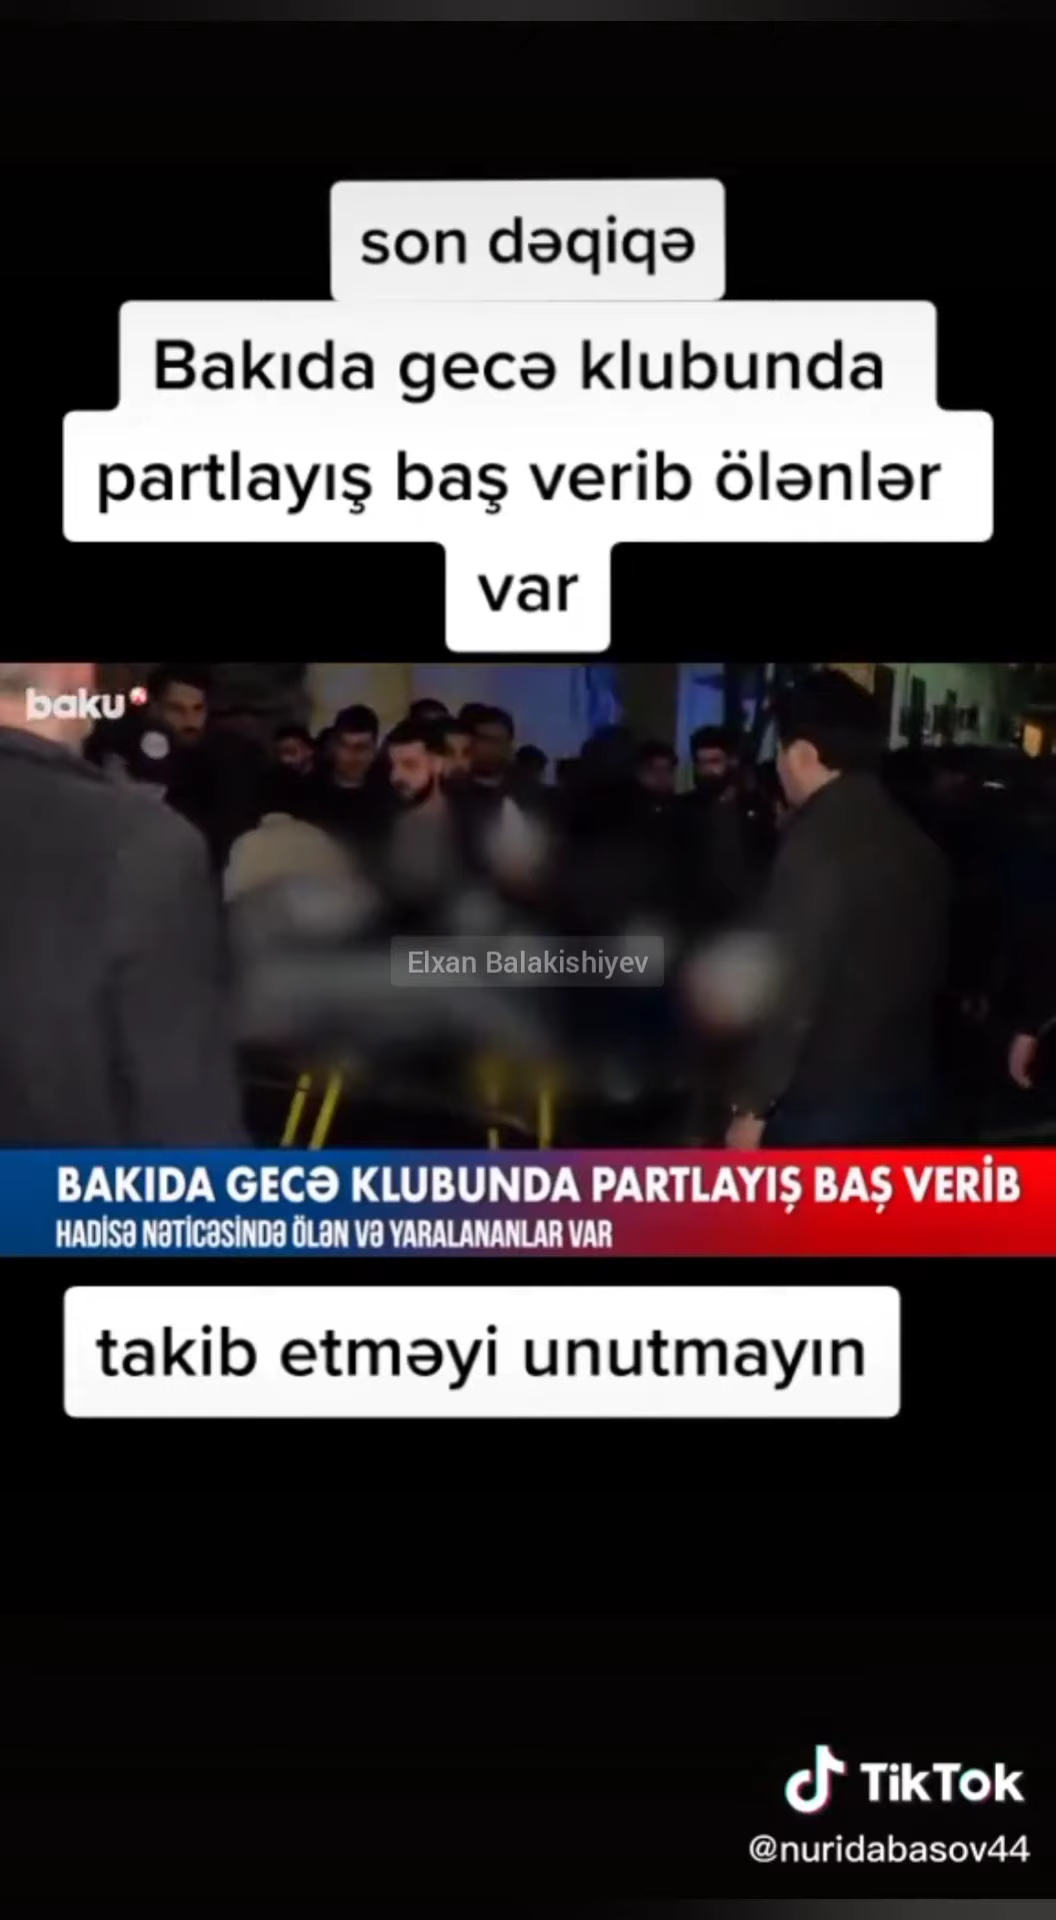 son dəqiqə
Bakıda gecə klubunda
partlayış baş verib ölənlər
var
baku
Elxan Balakishiyev
BAKIDA GECƏ KLUBUNDA PARTLAYIŞ BAŞ VERİB
HADİSƏ NƏTİCƏSİNDƏ ÖLƏN VƏ YARALANANLAR VAR
takib etməyi unutmayın
TikTok
@nuridabasov44